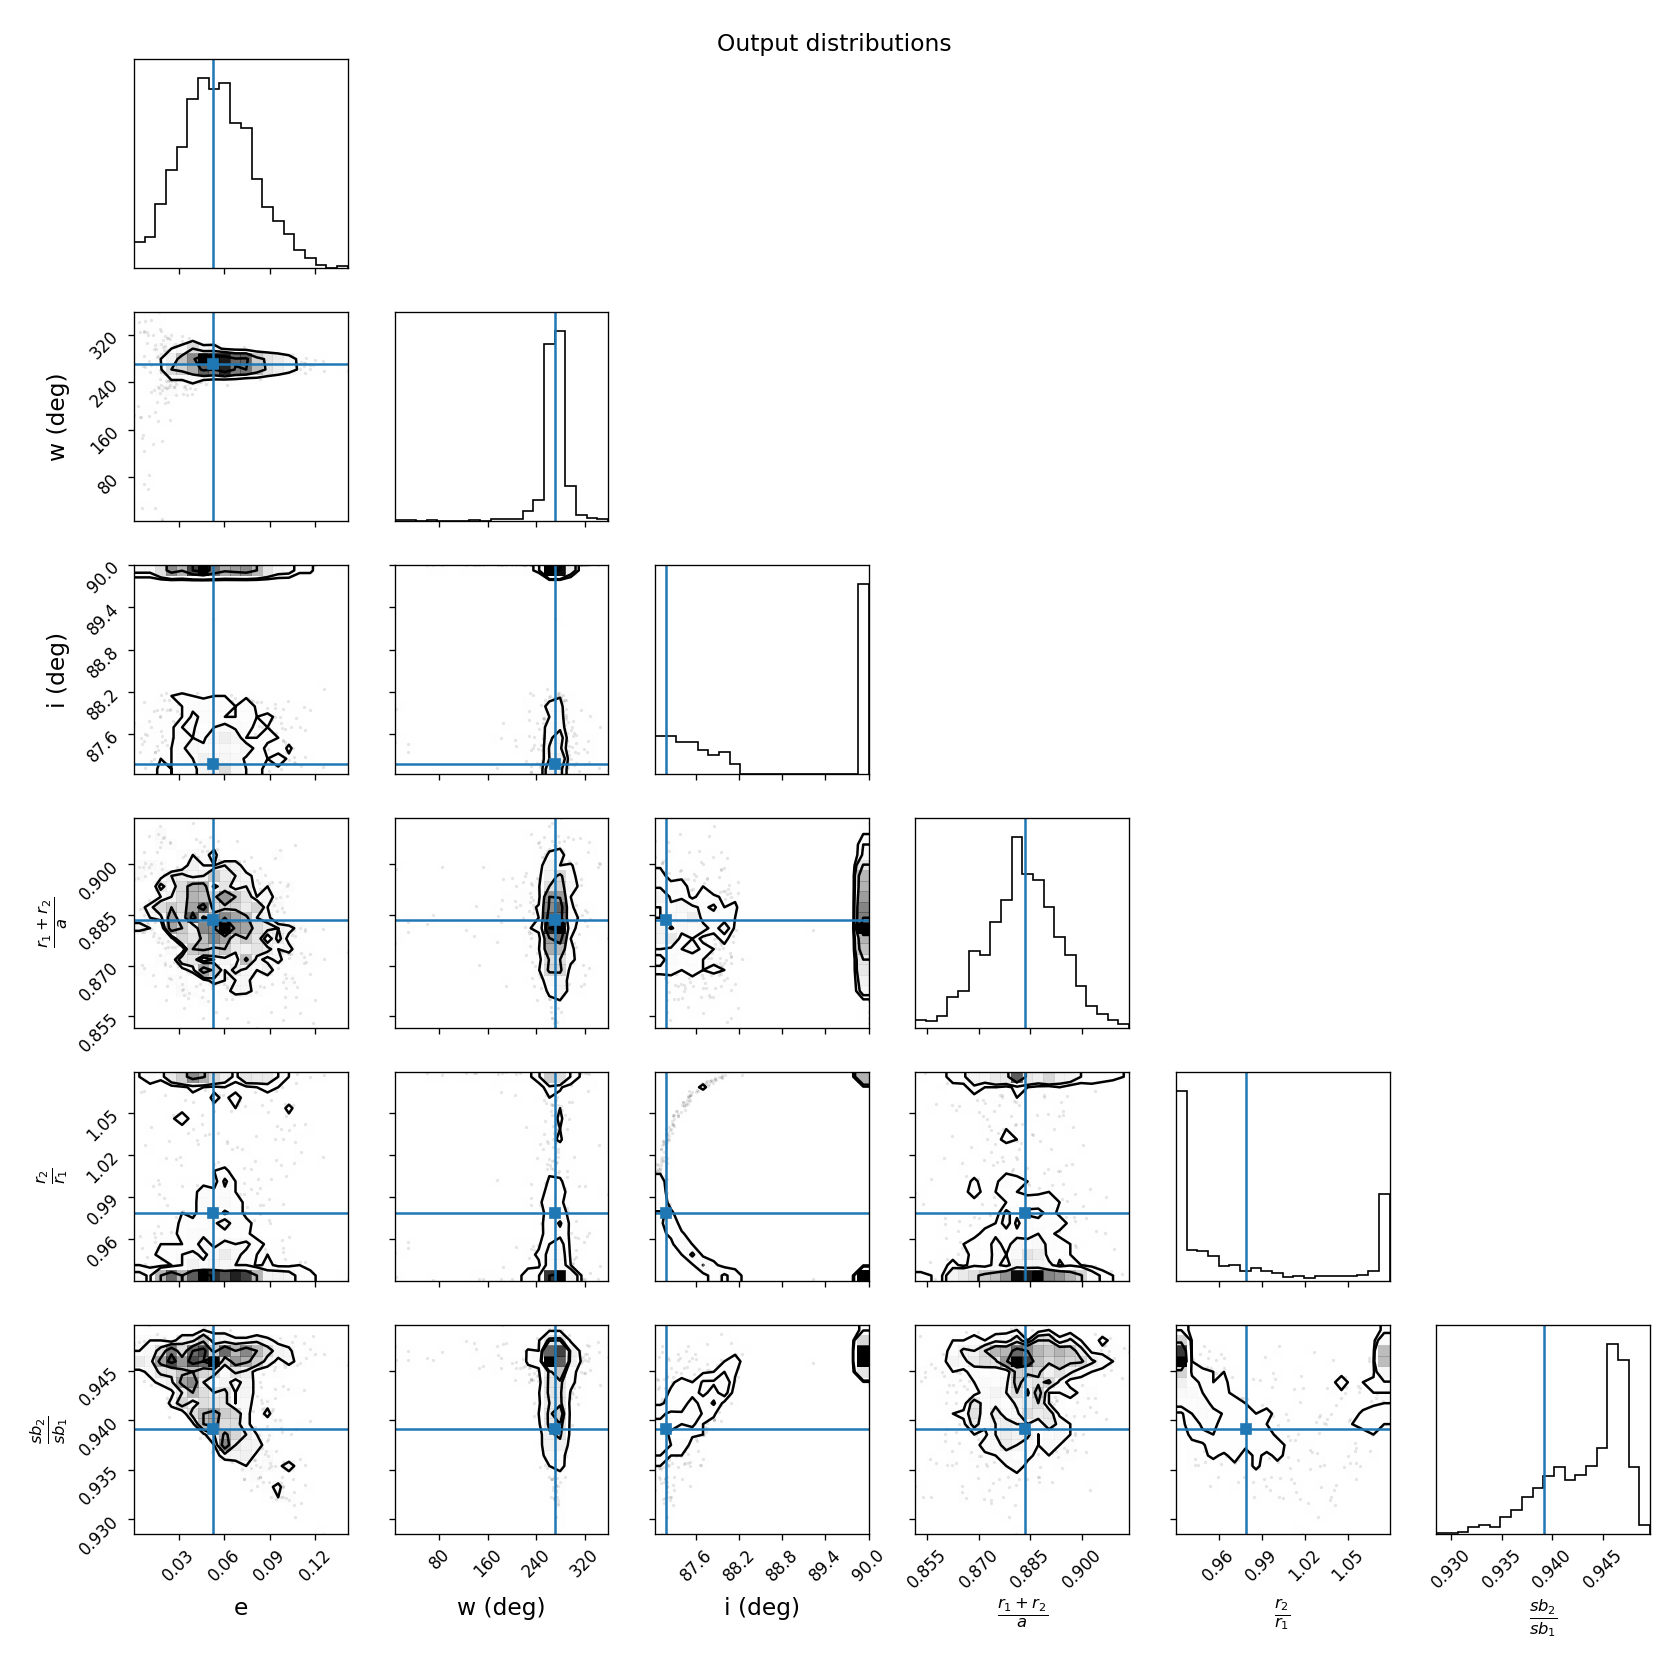 Output distributions
320
240
160
80
w (deg)
90.0
89.4
88.8
88.2
87.6
i (deg)
0.900
0.885
0.870
0.855
r₁ + r₂
a
1.05
1.02
0.99
0.96
r₂
r₁
0.945
0.940
0.935
0.930
sb₂
sb₁
0.03 0.06 0.09 0.12
80 160 240 320
87.6 88.2 88.8 89.4 90.0
0.855 0.870 0.885 0.900
0.96 0.99 1.02 1.05
0.930 0.935 0.940 0.945
e
w (deg)
i (deg)
r₁ + r₂
a
r₂
r₁
sb₂
sb₁